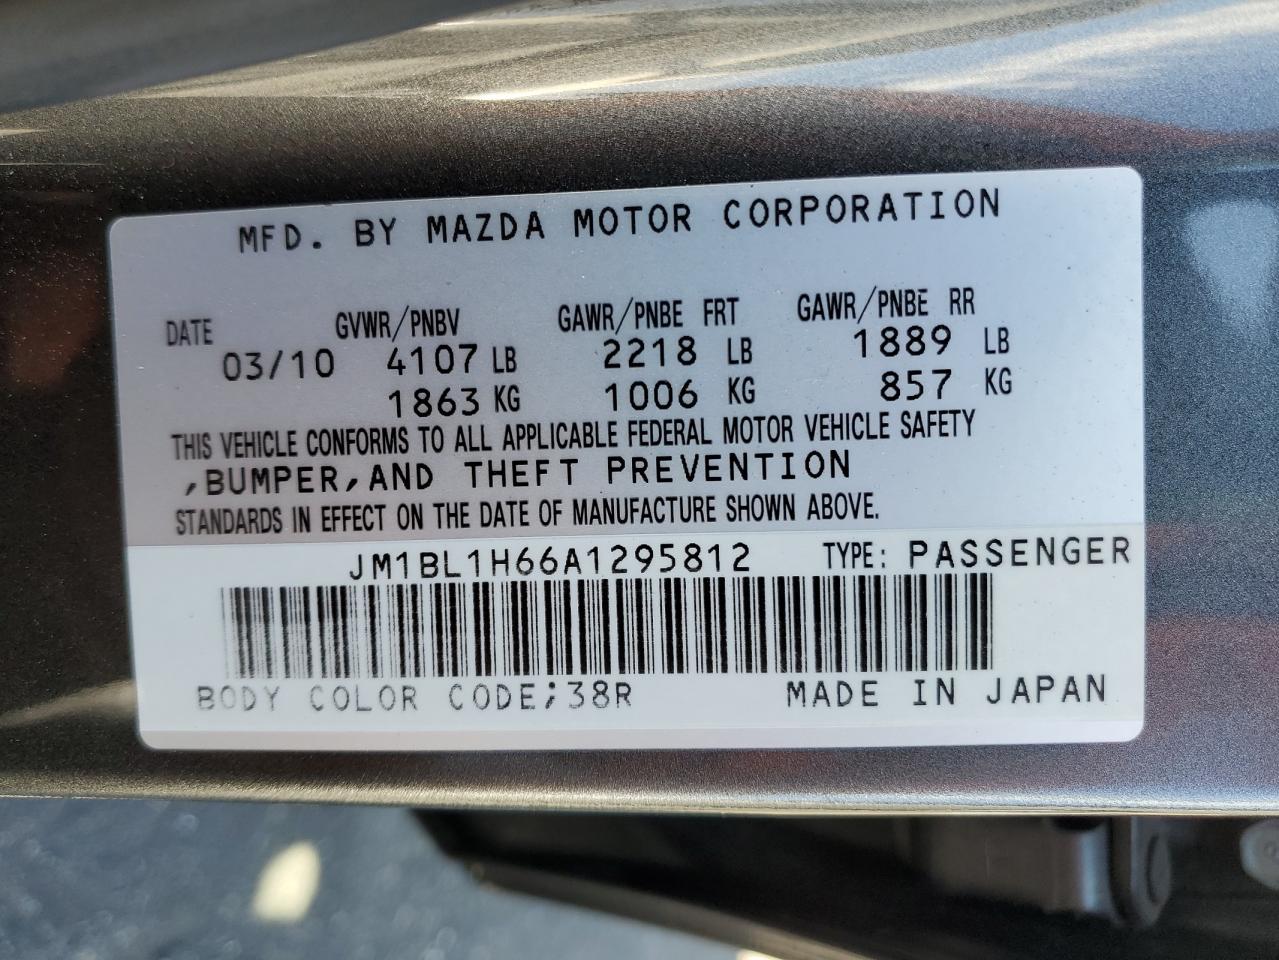 MFD. BY MAZDA MOTOR CORPORATION
DATE GVWR/PNBV GAWR/PNBE FRT GAWR/PNBE RR
03/10 4107 LB 2218 LB 1889 LB
1863 KG 1006 KG 857 KG
THIS VEHICLE CONFORMS TO ALL APPLICABLE FEDERAL MOTOR VEHICLE SAFETY
,BUMPER,AND THEFT PREVENTION
STANDARDS IN EFFECT ON THE DATE OF MANUFACTURE SHOWN ABOVE.
JM1BL1H66A1295812 TYPE: PASSENGER
BODY COLOR CODE;38R MADE IN JAPAN